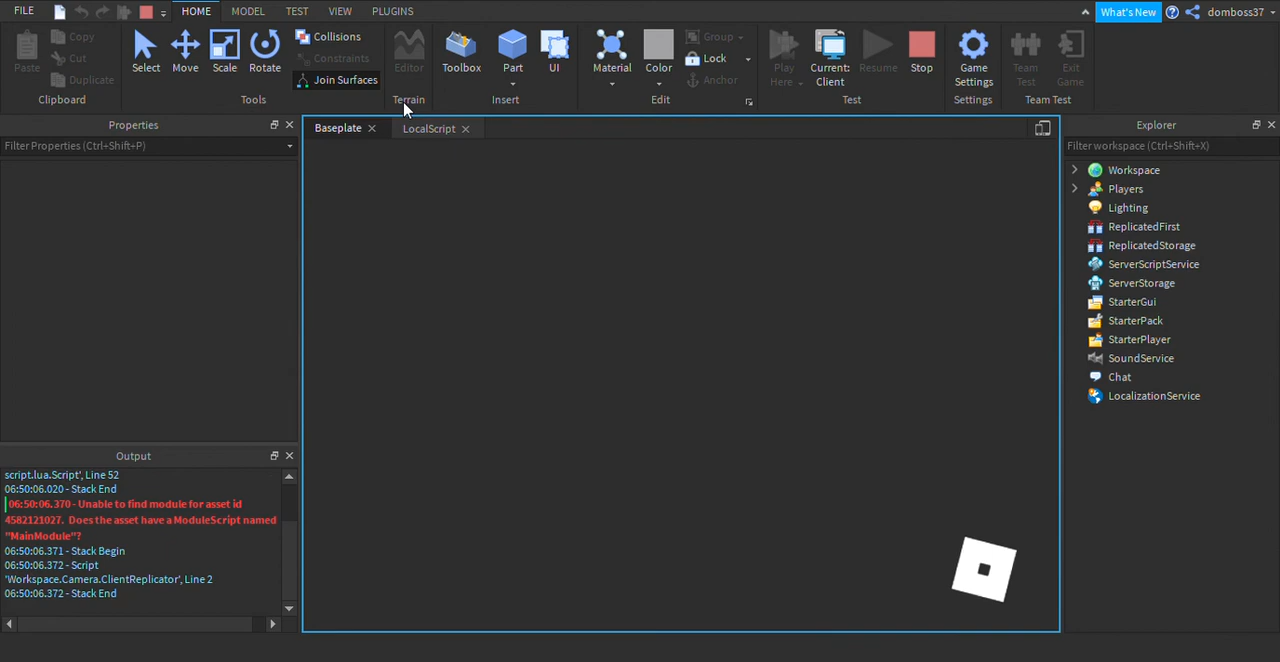 FILE HOME MODEL TEST VIEW PLUGINS What's New domboss37
Copy
Cut
Duplicate
Paste
Clipboard
Select Move Scale Rotate
Collisions
Constraints
Join Surfaces
Tools
Editor
Terrain
Toolbox Part UI
Insert
Material Color
Group
Lock
Anchor
Edit
Play
Here
Current:
Client
Resume Stop
Test
Game
Settings
Settings
Team
Test
Exit
Game
Team Test
Properties
Filter Properties (Ctrl+Shift+P)
Baseplate LocalScript
Explorer
Filter workspace (Ctrl+Shift+X)
Workspace
Players
Lighting
ReplicatedFirst
ReplicatedStorage
ServerScriptService
ServerStorage
StarterGui
StarterPack
StarterPlayer
SoundService
Chat
LocalizationService
Output
script.lua.Script', Line 52
06:50:06.020 - Stack End
06:50:06.370 - Unable to find module for asset id
4582121027. Does the asset have a ModuleScript named
"MainModule"?
06:50:06.371 - Stack Begin
06:50:06.372 - Script
'Workspace.Camera.ClientReplicator', Line 2
06:50:06.372 - Stack End